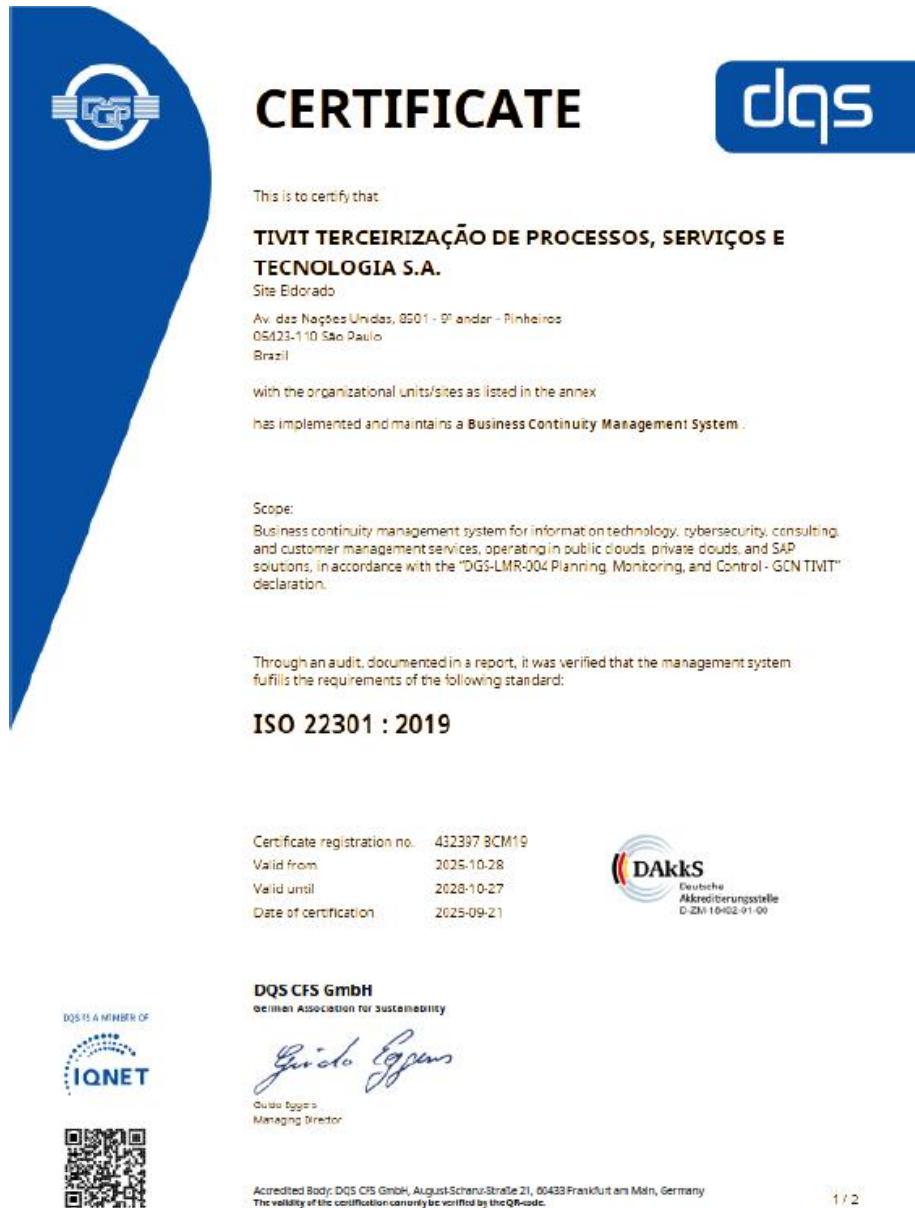 DQS
CERTIFICATE
dqs
This is to certify that
TIVIT TERCEIRIZAÇÃO DE PROCESSOS, SERVIÇOS E
TECNOLOGIA S.A.
Site Eldorado
Av. das Nações Unidas, 8501 - 9º andar - Pinheiros
05423-110 São Paulo
Brazil
with the organizational units/sites as listed in the annex
has implemented and maintains a Business Continuity Management System .
Scope:
Business continuity management system for information technology, cybersecurity, consulting,
and customer management services, operating in public clouds, private clouds, and SAP
solutions, in accordance with the "DGS-LMR-004 Planning, Monitoring, and Control - GCN TIVIT"
declaration.
Through an audit, documented in a report, it was verified that the management system
fulfills the requirements of the following standard:
ISO 22301 : 2019
Certificate registration no. 432397 BCM19
Valid from 2025-10-28
Valid until 2028-10-27
Date of certification 2025-09-21
DAkkS
Deutsche
Akkreditierungsstelle
D-ZM-16402-01-00
DQS CFS GmbH
German Association for Sustainability
DQS IS A MEMBER OF
IQNET
Guido Eggers
Guido Eggers
Managing Director
Accredited Body: DQS CFS GmbH, August-Schanz-Straße 21, 60433 Frankfurt am Main, Germany
The validity of the certification can only be verified by the QR-code.
1 / 2